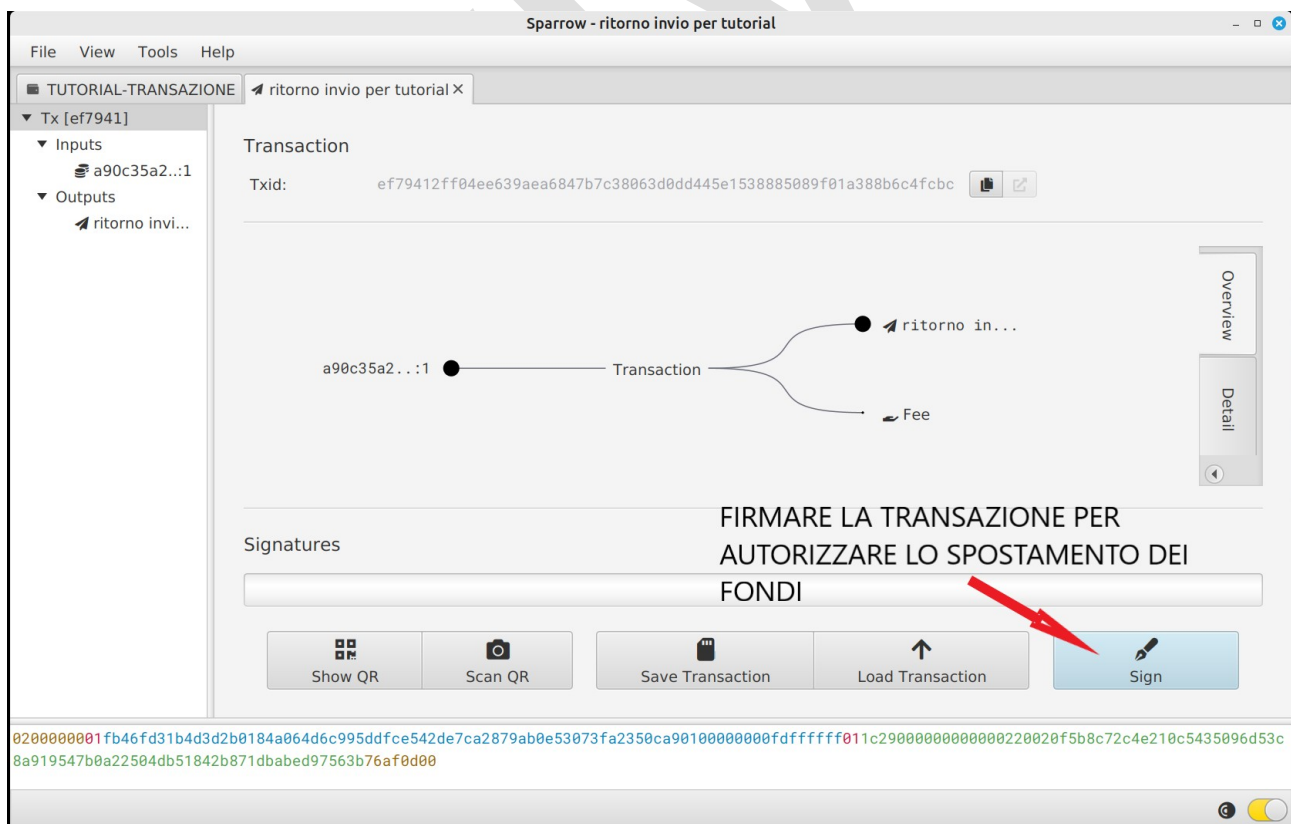 Sparrow - ritorno invio per tutorial
File View Tools Help
TUTORIAL-TRANSAZIONE ritorno invio per tutorial
Tx [ef7941]
Inputs
a90c35a2..:1
Outputs
ritorno invi...
Transaction
Txid: ef79412ff04ee639aea6847b7c38063d0dd445e1538885089f01a388b6c4fcbc
Overview
Detail
ritorno in...
a90c35a2..:1
Transaction
Fee
FIRMARE LA TRANSAZIONE PER
AUTORIZZARE LO SPOSTAMENTO DEI
FONDI
Signatures
Show QR Scan QR Save Transaction Load Transaction Sign
0200000001fb46fd31b4d3d2b0184a064d6c995ddfce542de7ca2879ab0e53073fa2350ca90100000000fdffffff011c29000000000000220020f5b8c72c4e210c5435096d53c
8a919547b0a22504db51842b871dbabed97563b76af0d00